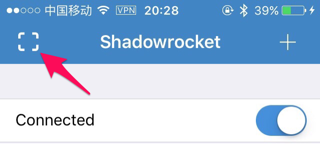 中国移动 VPN 20:28 39%
Shadowrocket
Connected